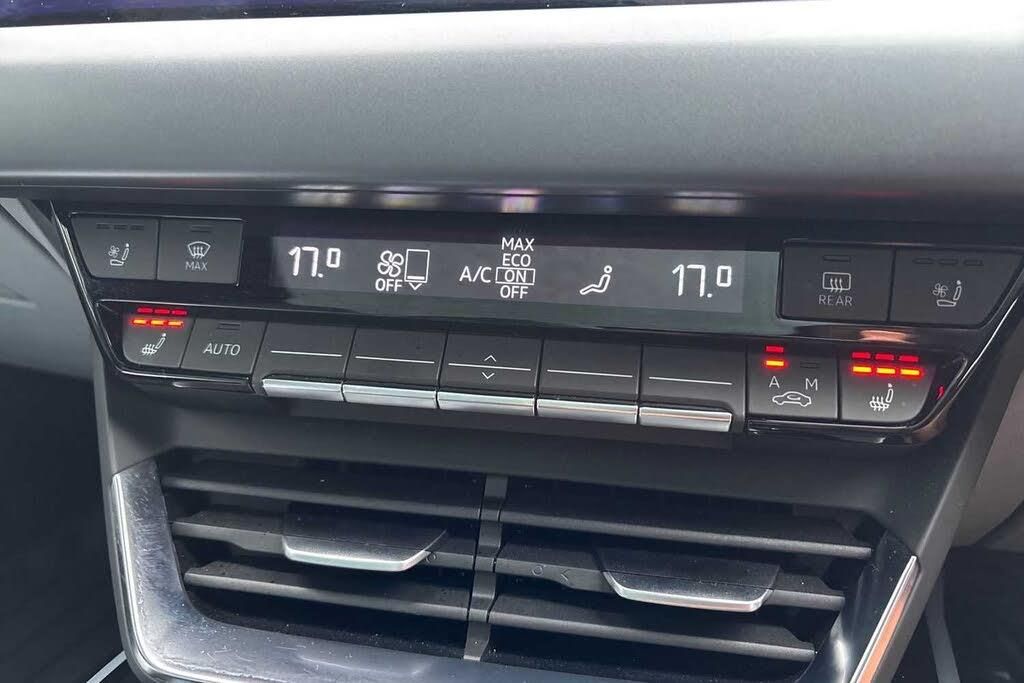 MAX
17.0
OFF
MAX
ECO
A/C ON
OFF
17.0
REAR
AUTO
A M